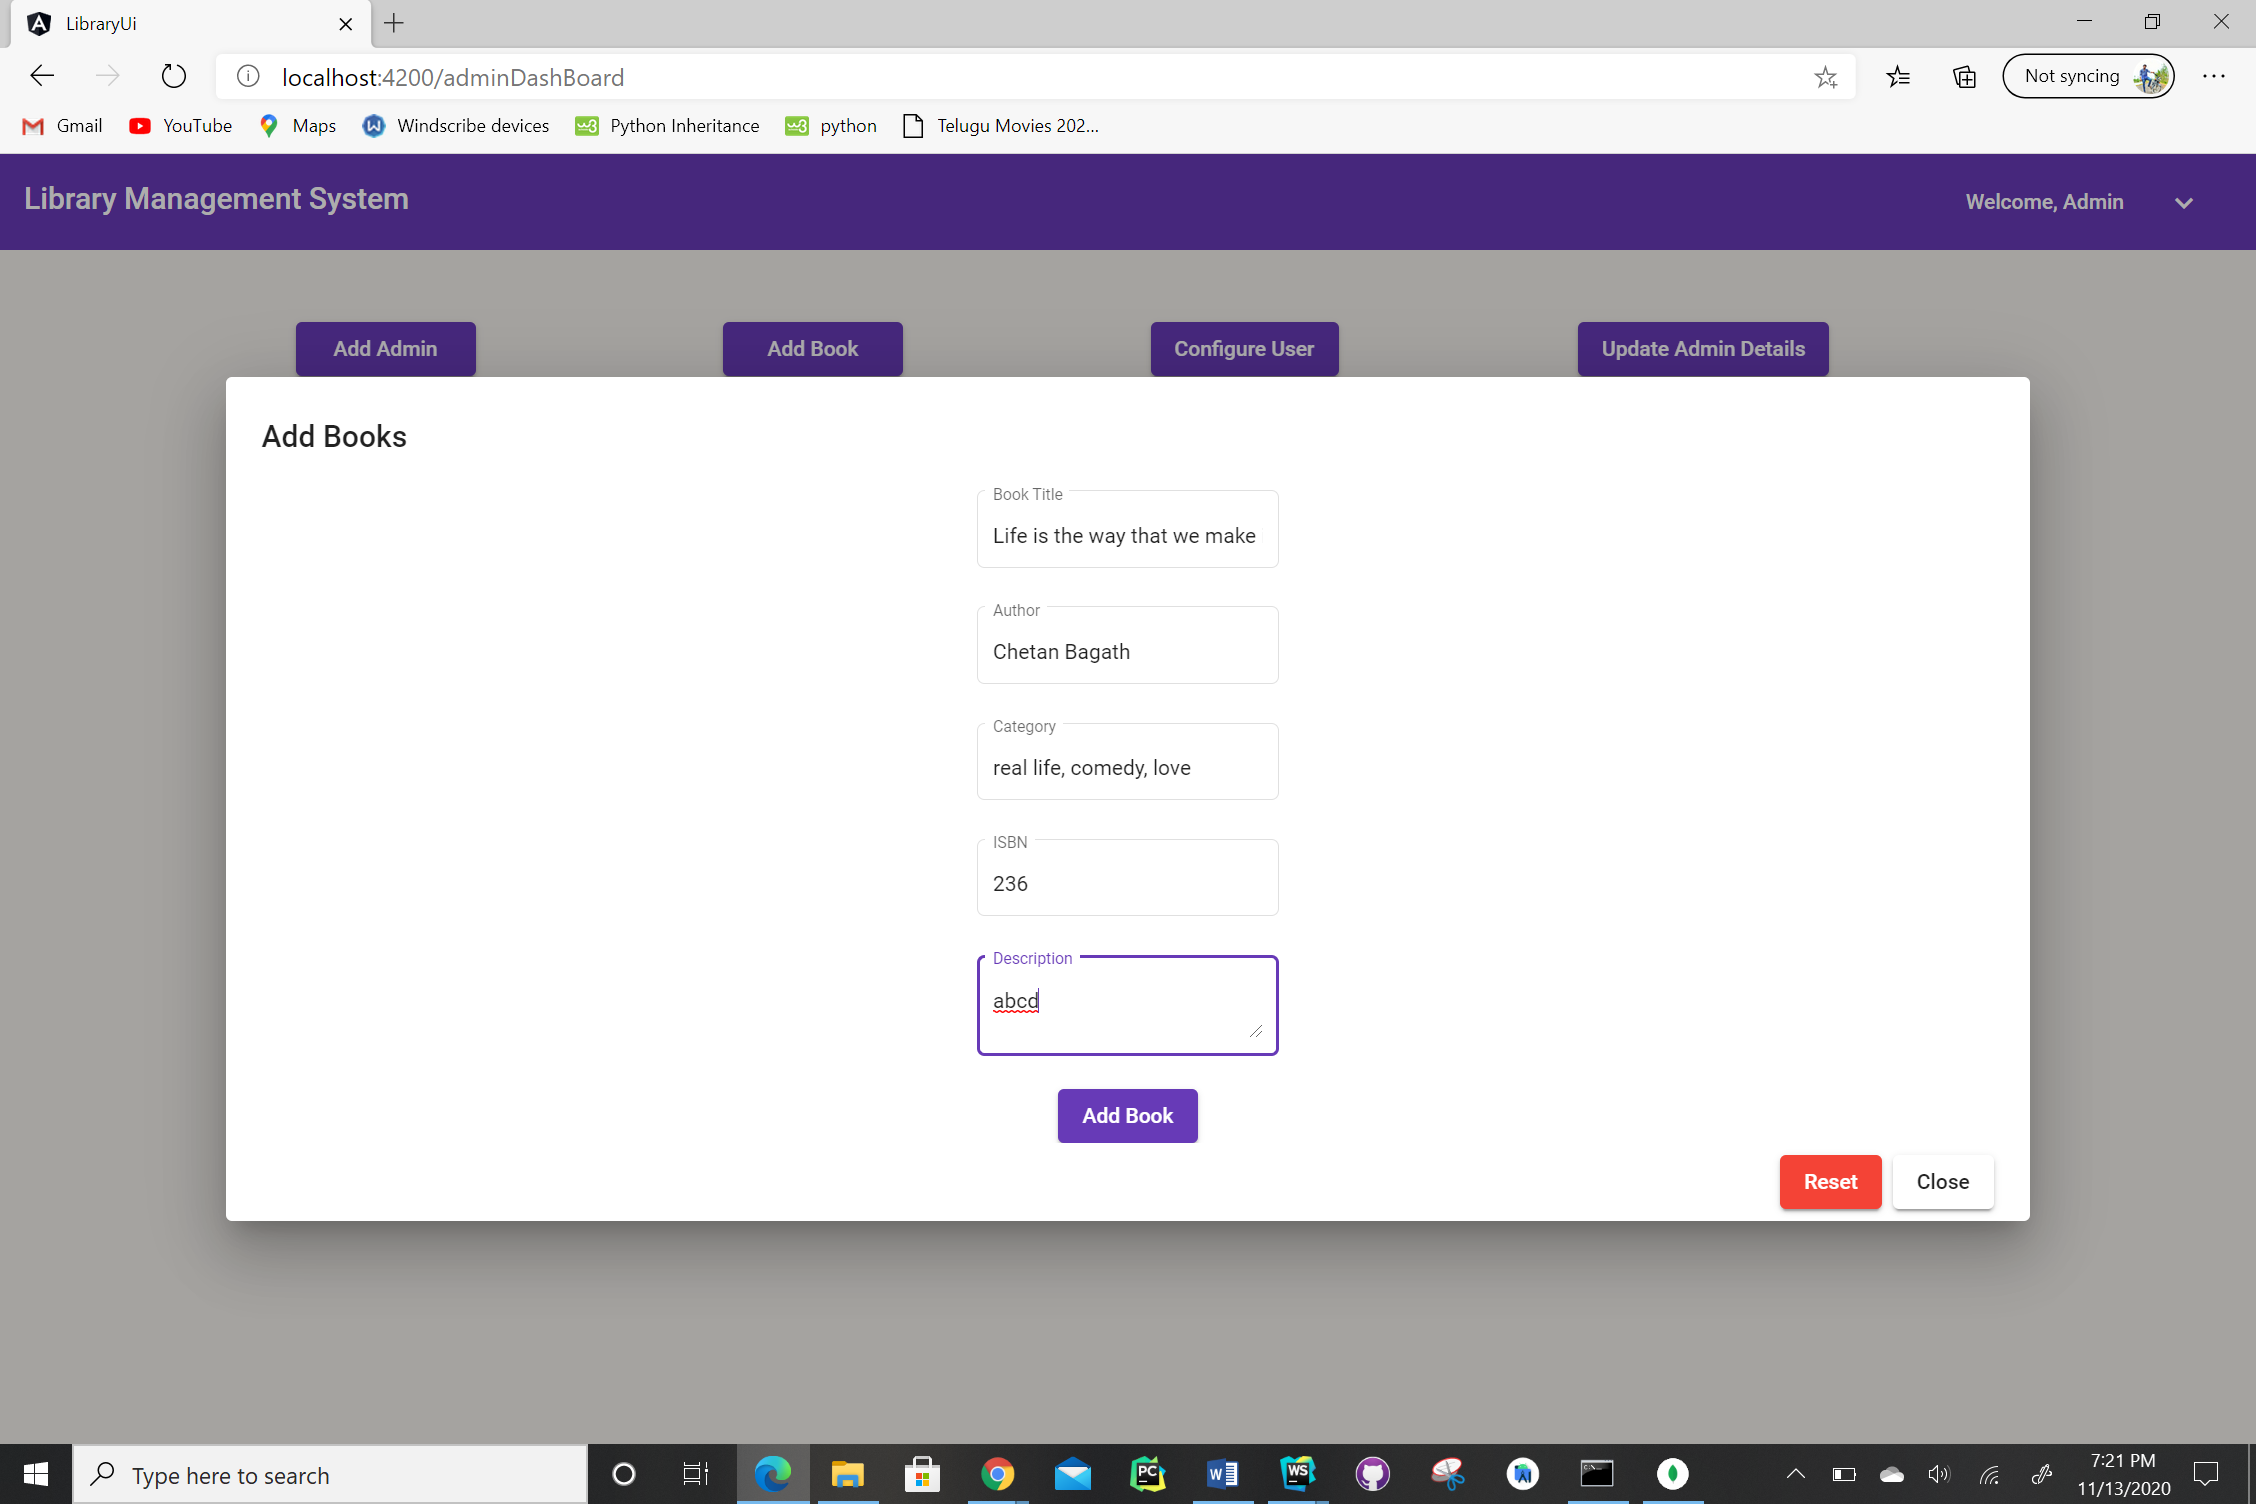 LibraryUi
localhost:4200/adminDashBoard
Not syncing
Gmail YouTube Maps Windscribe devices Python Inheritance python Telugu Movies 202...
Library Management System
Welcome, Admin
Add Admin Add Book Configure User Update Admin Details
Add Books
Book Title
Life is the way that we make
Author
Chetan Bagath
Category
real life, comedy, love
ISBN
236
Description
abcd
Add Book
Reset Close
Type here to search
7:21 PM
11/13/2020